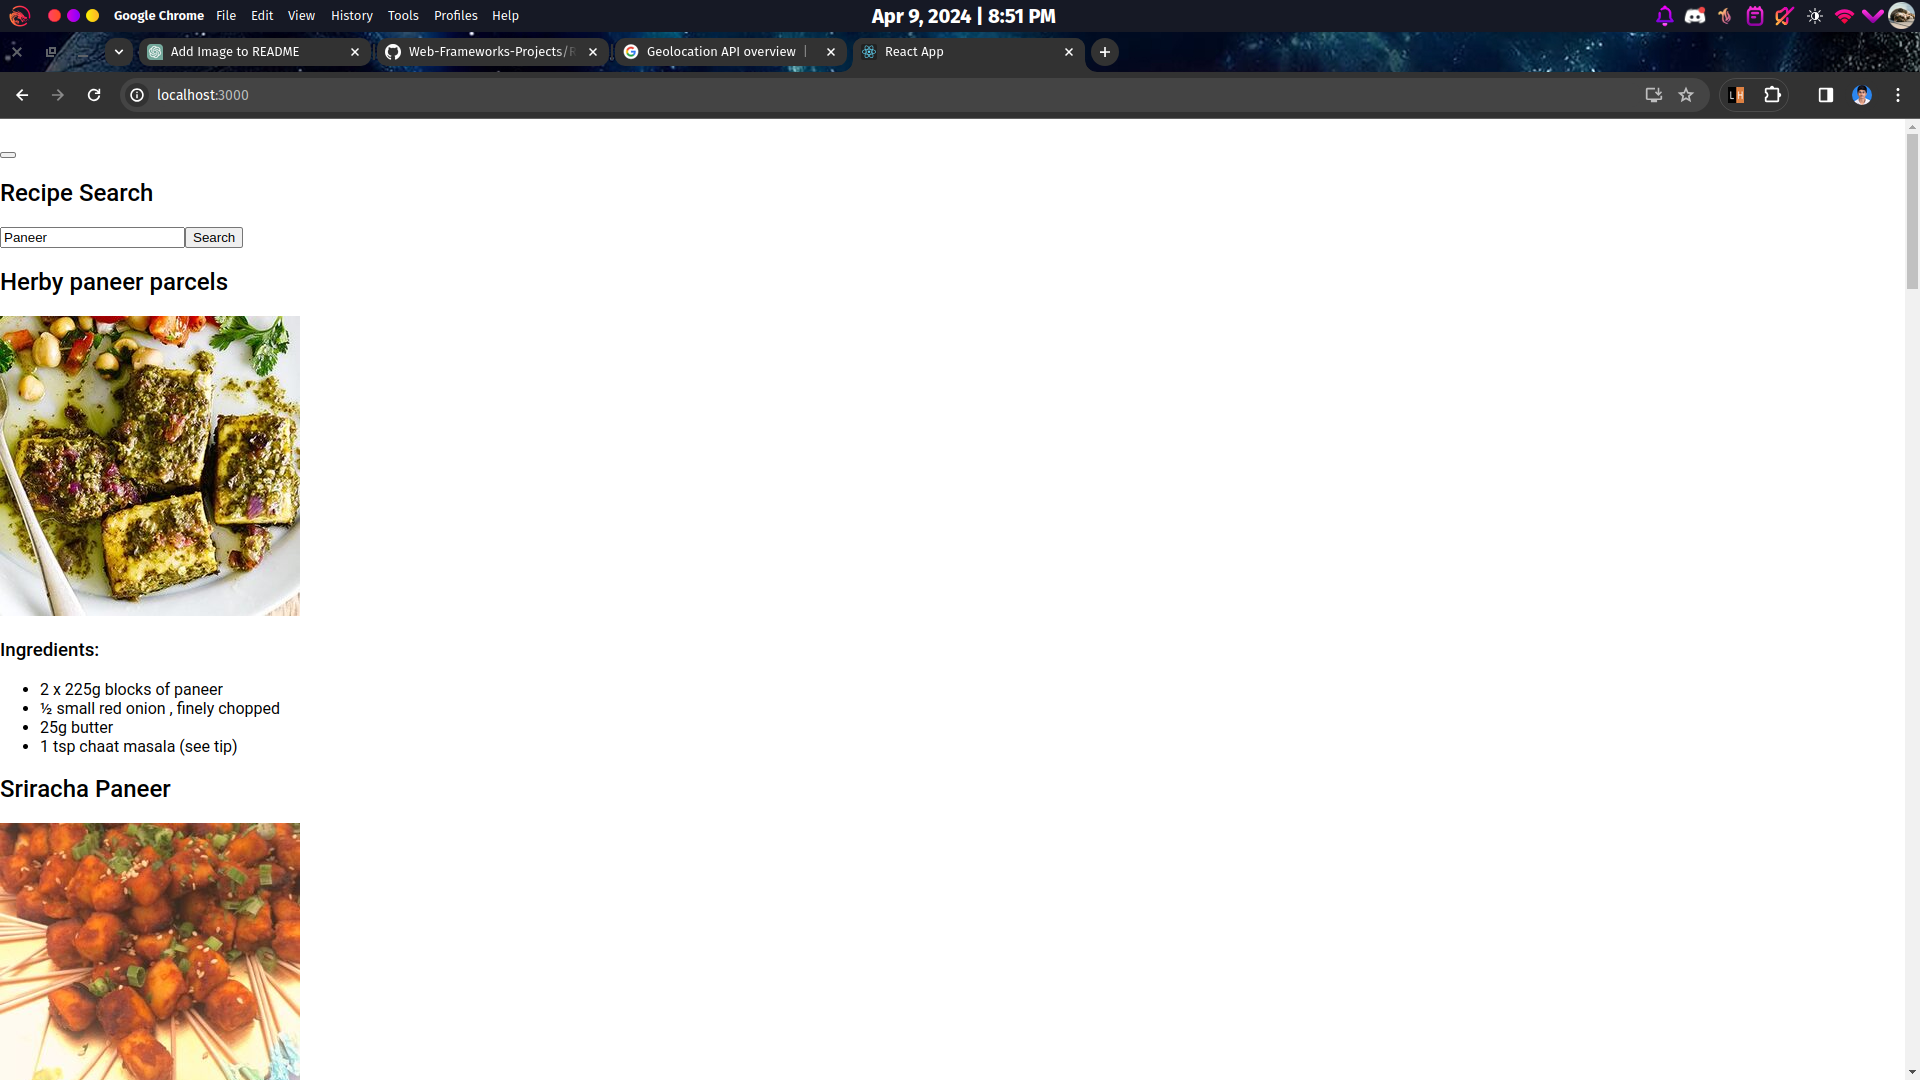 Google Chrome File Edit View History Tools Profiles Help Apr 9, 2024 | 8:51 PM
Add Image to README Web-Frameworks-Projects/R Geolocation API overview | React App
localhost:3000 L H
Recipe Search
Paneer Search
Herby paneer parcels
Ingredients:
• 2 x 225g blocks of paneer
• ½ small red onion , finely chopped
• 25g butter
• 1 tsp chaat masala (see tip)
Sriracha Paneer